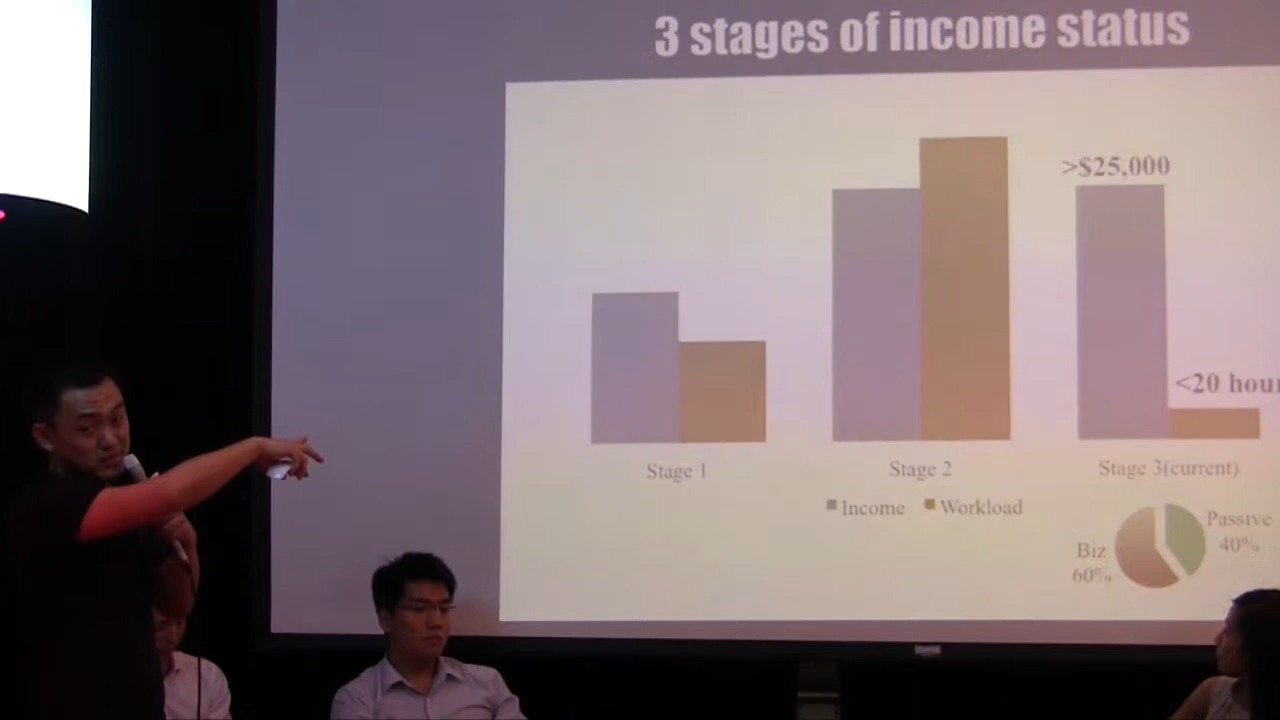 3 stages of income status
>$25,000
<20 hour
Stage 1
Stage 2
Stage 3(current)
Income
Workload
Biz
60%
Passive
40%